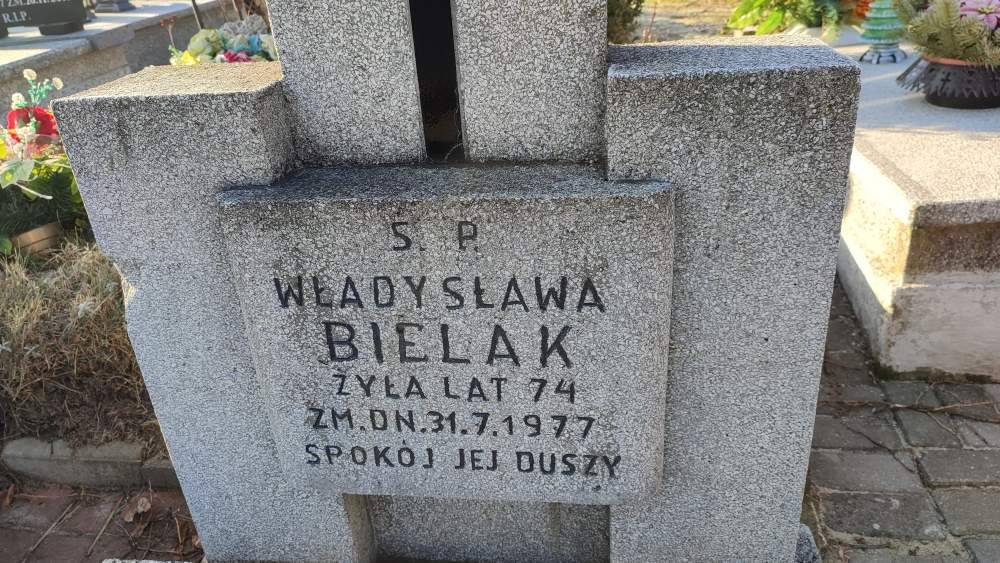 R.I.P.
S. P.
WŁADYSŁAWA
BIELAK
ŻYŁA LAT 74
ZM.DN.31.7.1977
SPOKÓJ JEJ DUSZY